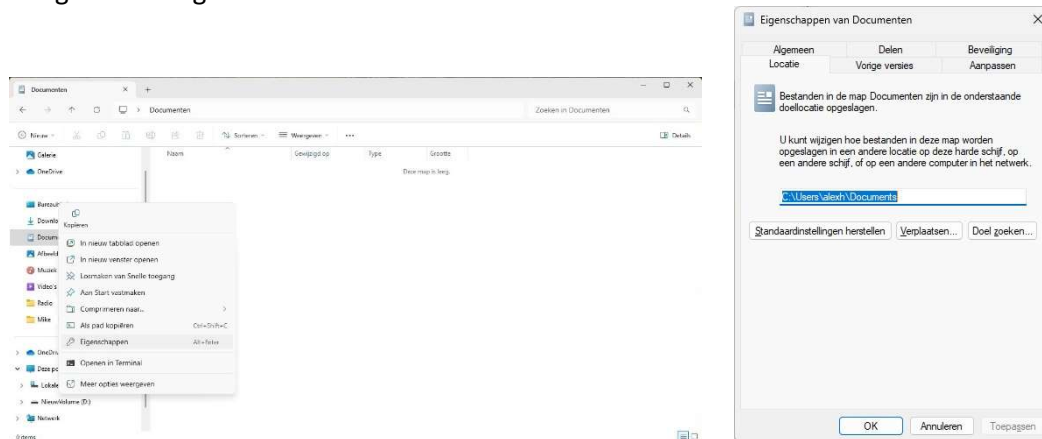 Documenten
Documenten
Zoeken in Documenten
Nieuw
Sorteren
Weergeven
Details
Galerie
OneDrive
Naam
Gewijzigd op
Type
Grootte
Deze map is leeg.
Kopiëren
In nieuw tabblad openen
In nieuw venster openen
Losmaken van Snelle toegang
Aan Start vastmaken
Comprimeren naar...
Als pad kopiëren Ctrl+Shift+C
Eigenschappen Alt+Enter
Openen in Terminal
Meer opties weergeven
Muziek
Video's
Radio
Mike
Lokale
NieuwVolume (D:)
Netwerk
0 items
Eigenschappen van Documenten
Algemeen Delen Beveiliging
Locatie Vorige versies Aanpassen
Bestanden in de map Documenten zijn in de onderstaande
doellocatie opgeslagen.
U kunt wijzigen hoe bestanden in deze map worden
opgeslagen in een andere locatie op deze harde schijf, op
een andere schijf, of op een andere computer in het netwerk.
C:\Users\alexh\Documents
Standaardinstellingen herstellen Verplaatsen... Doel zoeken...
OK Annuleren Toepassen